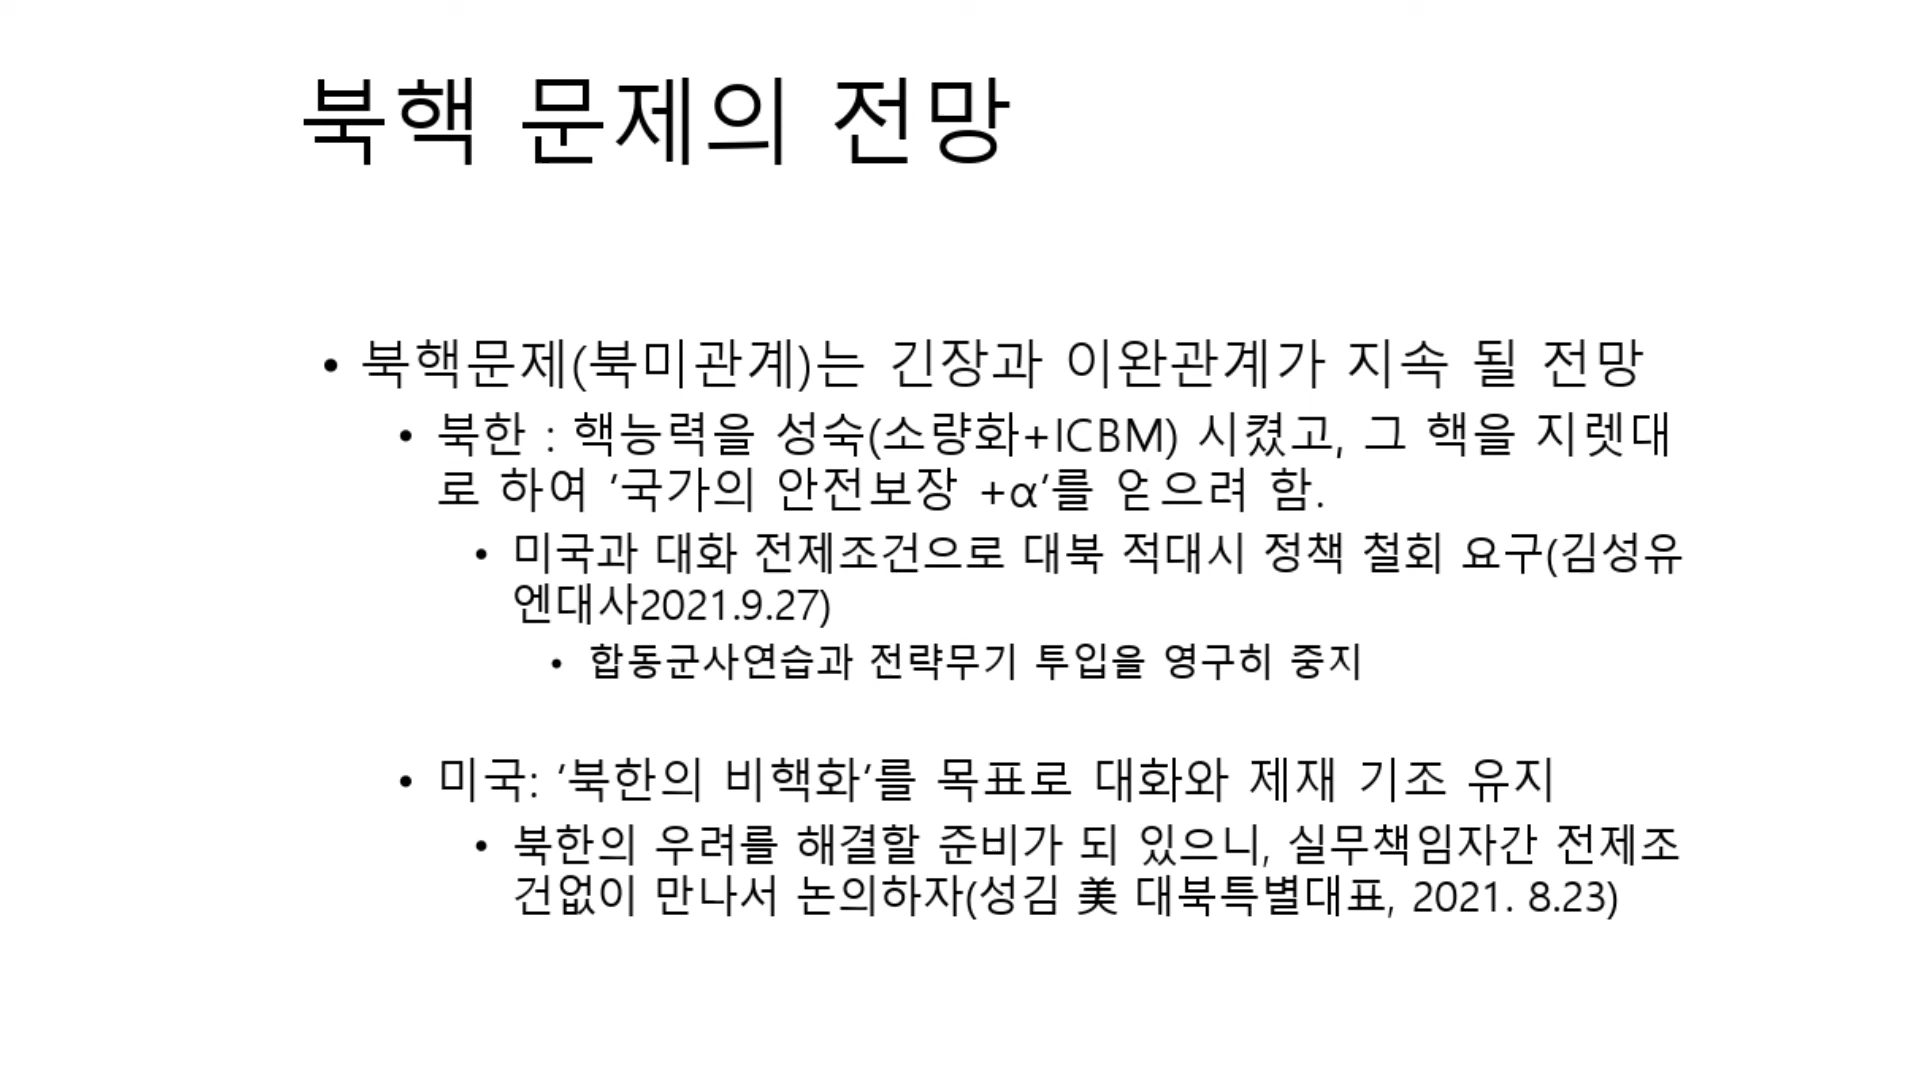 북핵 문제의 전망
• 북핵문제(북미관계)는 긴장과 이완관계가 지속 될 전망
• 북한 : 핵능력을 성숙(소량화+ICBM) 시켰고, 그 핵을 지렛대
로 하여 ‘국가의 안전보장 +α’를 얻으려 함.
• 미국과 대화 전제조건으로 대북 적대시 정책 철회 요구(김성유
엔대사2021.9.27)
• 합동군사연습과 전략무기 투입을 영구히 중지
• 미국: ‘북한의 비핵화’를 목표로 대화와 제재 기조 유지
• 북한의 우려를 해결할 준비가 되 있으니, 실무책임자간 전제조
건없이 만나서 논의하자(성김 美 대북특별대표, 2021. 8.23)